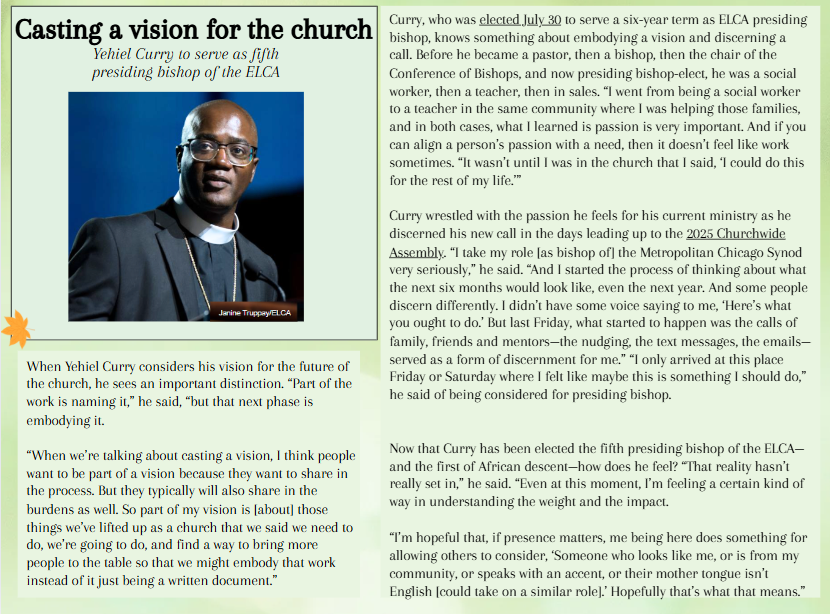 Casting a vision for the church
Yehiel Curry to serve as fifth
presiding bishop of the ELCA
Janine Truppay/ELCA
When Yehiel Curry considers his vision for the future of
the church, he sees an important distinction. “Part of the
work is naming it,” he said, “but that next phase is
embodying it.
“When we’re talking about casting a vision, I think people
want to be part of a vision because they want to share in
the process. But they typically will also share in the
burdens as well. So part of my vision is [about] those
things we’ve lifted up as a church that we said we need to
do, we’re going to do, and find a way to bring more
people to the table so that we might embody that work
instead of it just being a written document.”
Curry, who was elected July 30 to serve a six-year term as ELCA presiding
bishop, knows something about embodying a vision and discerning a
call. Before he became a pastor, then a bishop, then the chair of the
Conference of Bishops, and now presiding bishop-elect, he was a social
worker, then a teacher, then in sales. “I went from being a social worker
to a teacher in the same community where I was helping those families,
and in both cases, what I learned is passion is very important. And if you
can align a person’s passion with a need, then it doesn’t feel like work
sometimes. “It wasn’t until I was in the church that I said, ‘I could do this
for the rest of my life.’”
Curry wrestled with the passion he feels for his current ministry as he
discerned his new call in the days leading up to the 2025 Churchwide
Assembly. “I take my role [as bishop of] the Metropolitan Chicago Synod
very seriously,” he said. “And I started the process of thinking about what
the next six months would look like, even the next year. And some people
discern differently. I didn’t have some voice saying to me, ‘Here’s what
you ought to do.’ But last Friday, what started to happen was the calls of
family, friends and mentors—the nudging, the text messages, the emails—
served as a form of discernment for me.” “I only arrived at this place
Friday or Saturday where I felt like maybe this is something I should do,”
he said of being considered for presiding bishop.
Now that Curry has been elected the fifth presiding bishop of the ELCA—
and the first of African descent—how does he feel? “That reality hasn’t
really set in,” he said. “Even at this moment, I’m feeling a certain kind of
way in understanding the weight and the impact.
“I’m hopeful that, if presence matters, me being here does something for
allowing others to consider, ‘Someone who looks like me, or is from my
community, or speaks with an accent, or their mother tongue isn’t
English [could take on a similar role].’ Hopefully that’s what that means.”